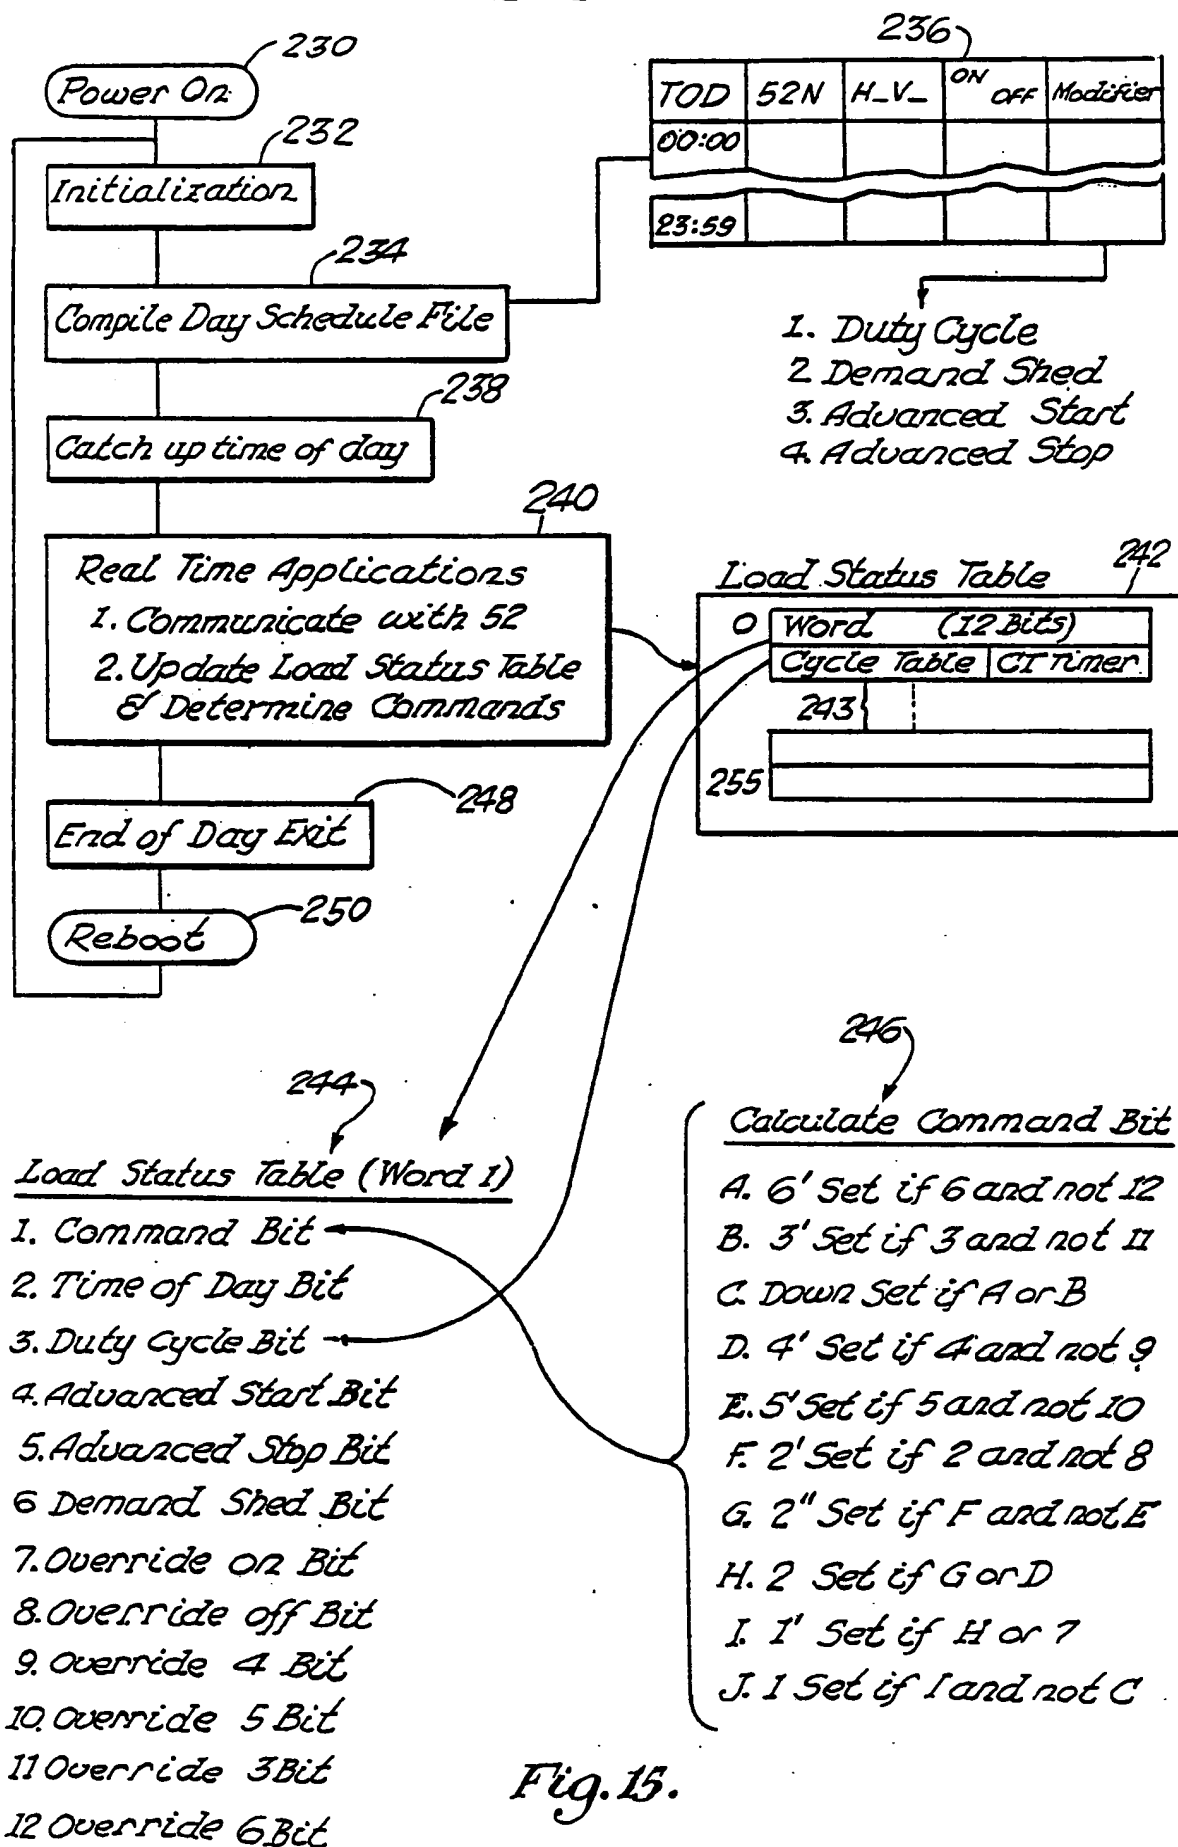 230
Power On
232
Initialization
234
Compile Day Schedule File
238
Catch up time of day
240
Real Time Applications
1. Communicate with 52
2. Update Load Status Table
& Determine Commands
248
End of Day Exit
250
Reboot
236
TOD 52N H_V_ ON OFF Modifier
00:00
23:59
1. Duty Cycle
2 Demand Shed
3. Advanced Start
4. Advanced Stop
Load Status Table 242
0 Word (12 Bits)
Cycle Table CT Timer
243
255
244
Load Status Table (Word 1)
1. Command Bit
2. Time of Day Bit
3. Duty Cycle Bit
4. Advanced Start Bit
5. Advanced Stop Bit
6 Demand Shed Bit
7. Override on Bit
8. Override off Bit
9. Override 4 Bit
10. Override 5 Bit
11 Override 3 Bit
12 Override 6 Bit
246
Calculate Command Bit
A. 6' Set if 6 and not 12
B. 3' Set if 3 and not 11
C. Down Set if A or B
D. 4' Set if 4 and not 9
E. 5' Set if 5 and not 10
F. 2' Set if 2 and not 8
G. 2" Set if F and not E
H. 2 Set if G or D
I. 1' Set if H or 7
J. 1 Set if I and not C
Fig. 15.